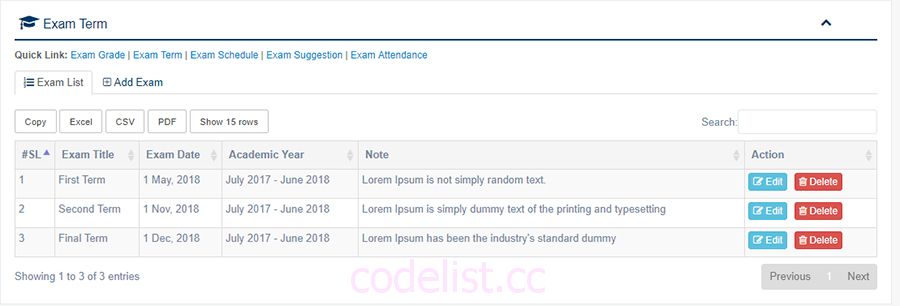 Exam Term
Quick Link: Exam Grade | Exam Term | Exam Schedule | Exam Suggestion | Exam Attendance
Exam List Add Exam
Copy Excel CSV PDF Show 15 rows Search:
#SL Exam Title Exam Date Academic Year Note Action
1 First Term 1 May, 2018 July 2017 - June 2018 Lorem Ipsum is not simply random text. Edit Delete
2 Second Term 1 Nov, 2018 July 2017 - June 2018 Lorem Ipsum is simply dummy text of the printing and typesetting Edit Delete
3 Final Term 1 Dec, 2018 July 2017 - June 2018 Lorem Ipsum has been the industry's standard dummy Edit Delete
Showing 1 to 3 of 3 entries Previous 1 Next
codelist.cc